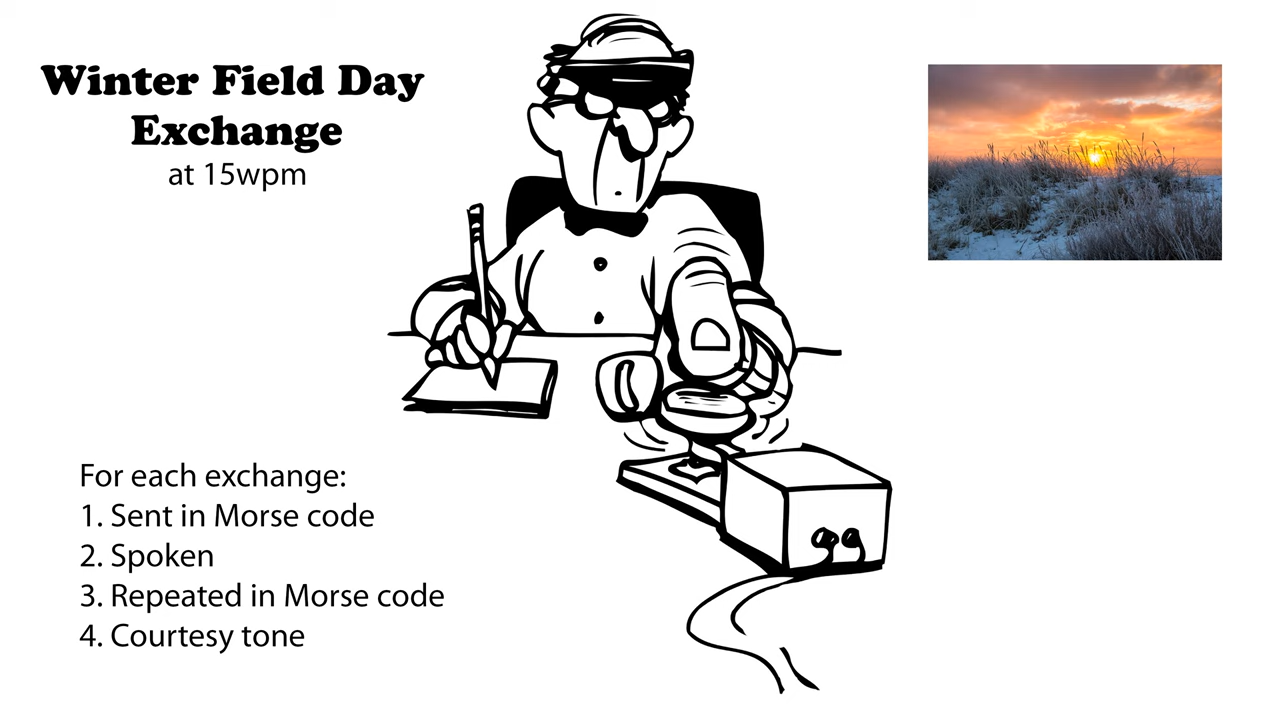 Winter Field Day
Exchange
at 15wpm
For each exchange:
1. Sent in Morse code
2. Spoken
3. Repeated in Morse code
4. Courtesy tone